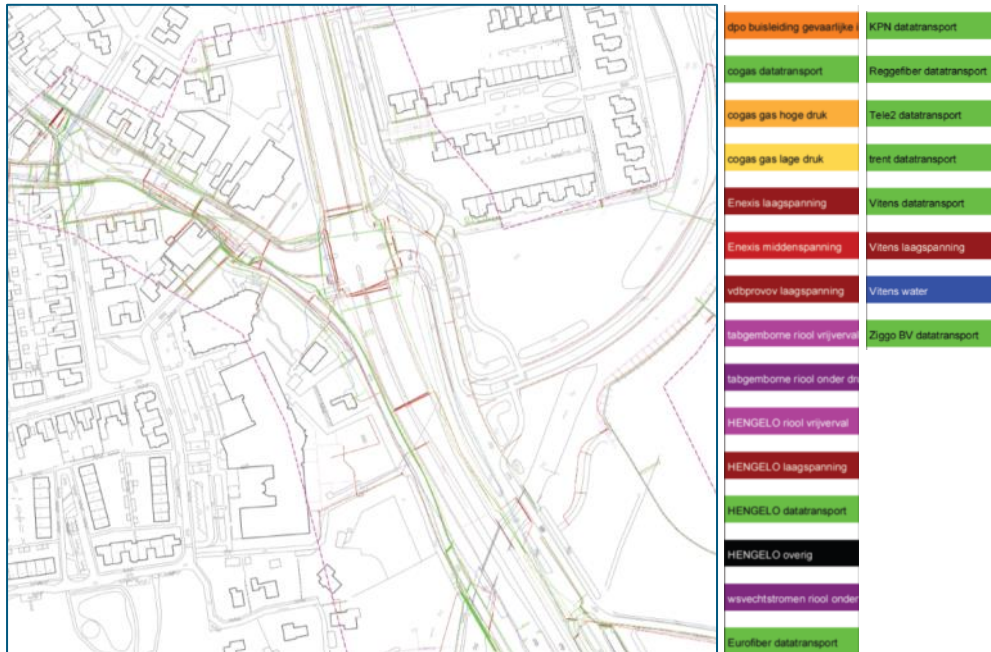 dpo buisleiding gevaarlijke i
cogas datatransport
cogas gas hoge druk
cogas gas lage druk
Enexis laagspanning
Enexis middenspanning
vdbprovov laagspanning
tabgemborne riool vrijverval
tabgemborne riool onder dru
HENGELO riool vrijverval
HENGELO laagspanning
HENGELO datatransport
HENGELO overig
wsvechtstromen riool onder
Eurofiber datatransport
KPN datatransport
Reggefiber datatransport
Tele2 datatransport
trent datatransport
Vitens datatransport
Vitens laagspanning
Vitens water
Ziggo BV datatransport